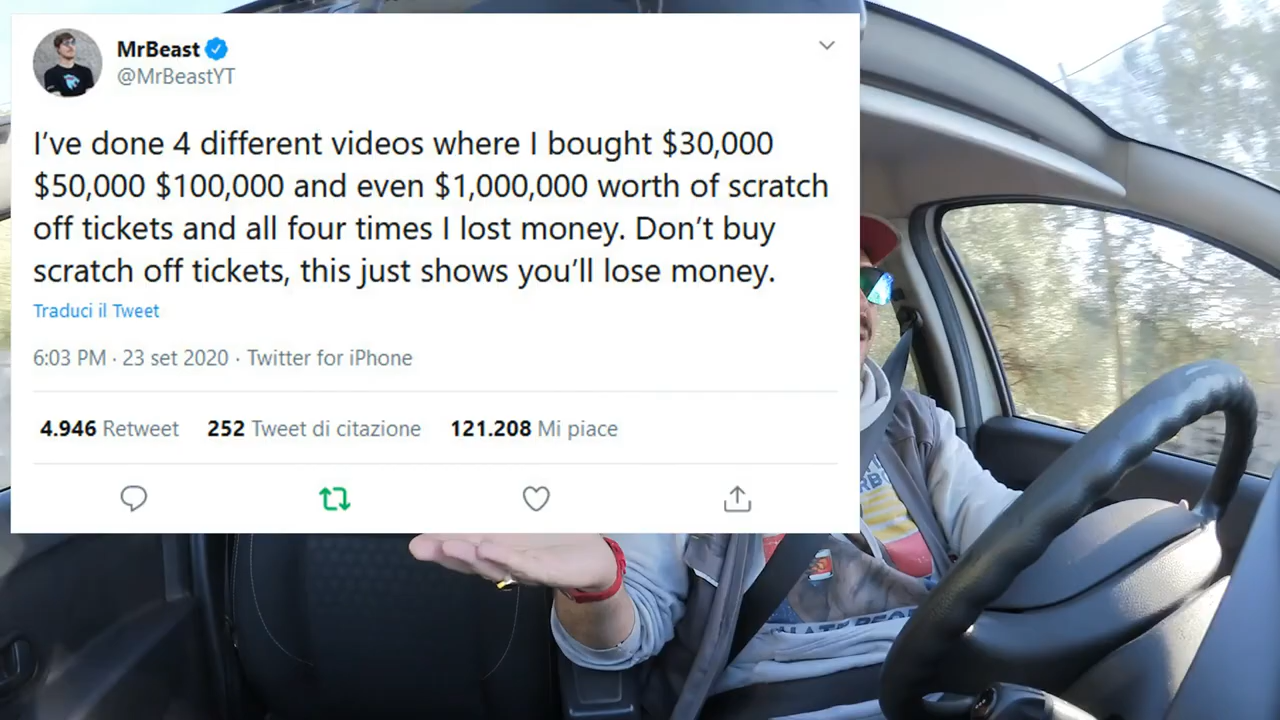 MrBeast
@MrBeastYT
I’ve done 4 different videos where I bought $30,000
$50,000 $100,000 and even $1,000,000 worth of scratch
off tickets and all four times I lost money. Don’t buy
scratch off tickets, this just shows you’ll lose money.
Traduci il Tweet
6:03 PM · 23 set 2020 · Twitter for iPhone
4.946 Retweet 252 Tweet di citazione 121.208 Mi piace